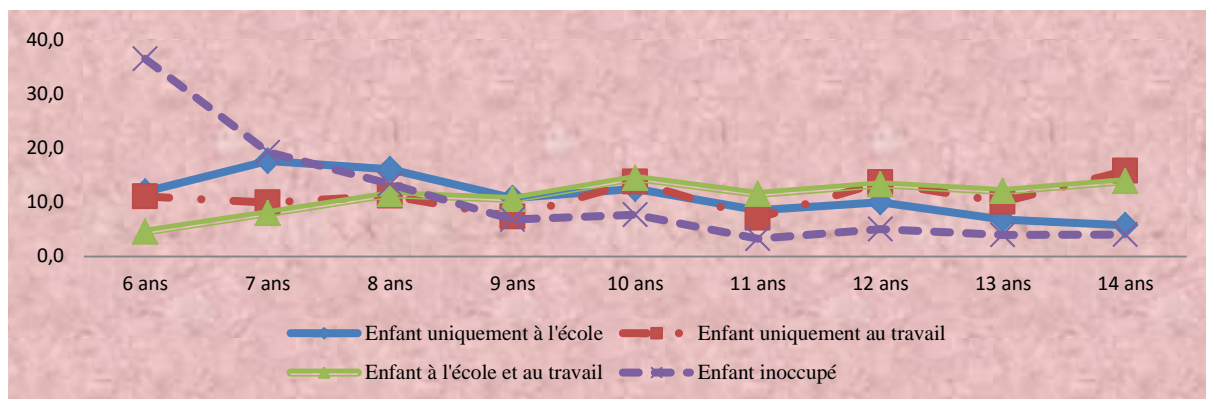 40,0
30,0
20,0
10,0
0,0
6 ans 7 ans 8 ans 9 ans 10 ans 11 ans 12 ans 13 ans 14 ans
Enfant uniquement à l'école Enfant uniquement au travail
Enfant à l'école et au travail Enfant inoccupé